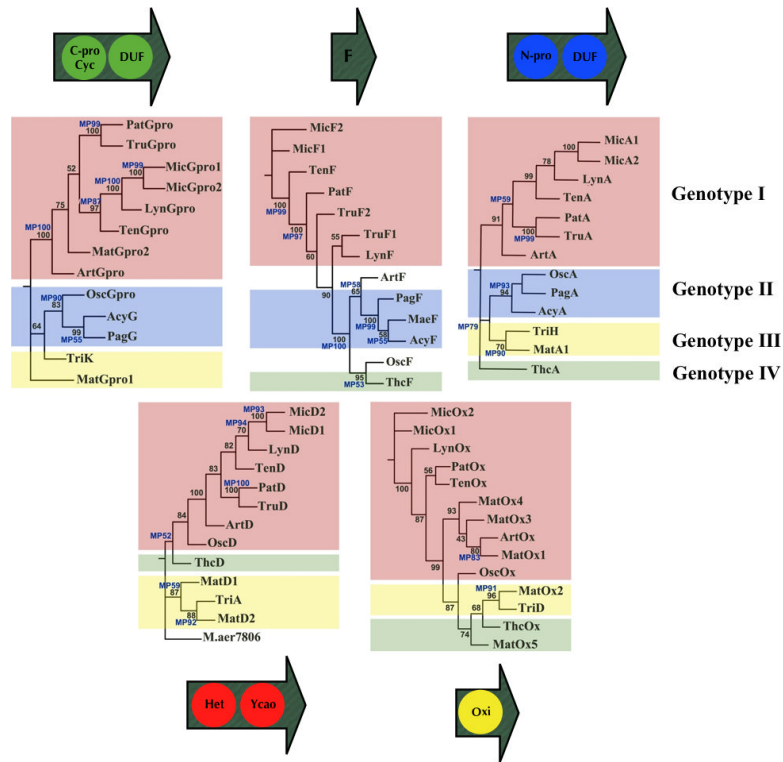 C-pro
Cyc
DUF
F
N-pro
DUF
MP99
100
PatGpro
TruGpro
52
MP99
100
MicGpro1
MicGpro2
MP100
100
LynGpro
MP87
97
TenGpro
75
MatGpro2
MP100
100
ArtGpro
MP90
83
OscGpro
AcyG
99
MP55
PagG
64
TriK
MatGpro1
MicF2
MicF1
TenF
100
MP99
PatF
100
MP97
TruF2
60
55
TruF1
LynF
90
MP58
65
ArtF
PagF
100
MP99
MaeF
58
MP55
AcyF
100
MP100
OscF
95
MP53
ThcF
100
MicA1
MicA2
78
LynA
99
TenA
MP59
99
PatA
100
MP99
TruA
91
ArtA
MP93
94
OscA
PagA
AcyA
MP79
TriH
70
MP90
MatA1
ThcA
Genotype I
Genotype II
Genotype III
Genotype IV
MP93
100
MicD2
MicD1
MP94
70
LynD
82
TenD
83
MP100
100
PatD
TruD
100
ArtD
84
OscD
MP52
ThcD
MP59
87
MatD1
TriA
88
MP92
MatD2
M.aer7806
MicOx2
MicOx1
LynOx
100
56
PatOx
TenOx
87
93
MatOx4
MatOx3
43
ArtOx
80
MP83
MatOx1
99
OscOx
87
MP91
96
MatOx2
TriD
68
ThcOx
74
MatOx5
Het
Ycao
Oxi